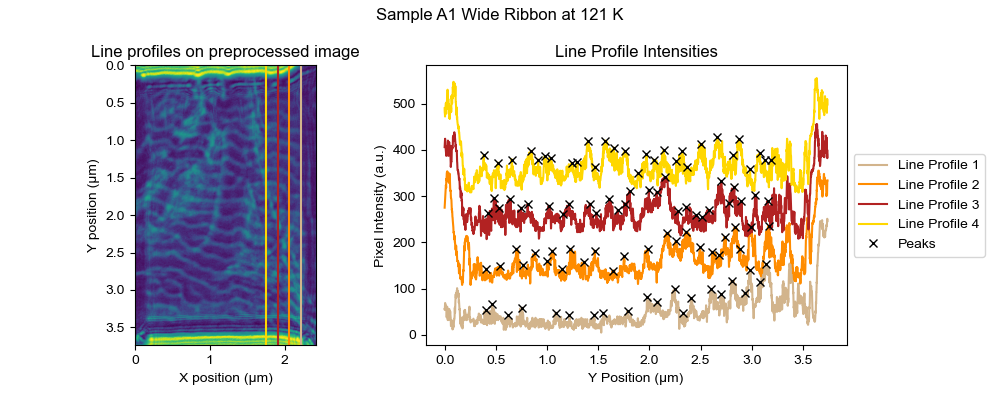 Sample A1 Wide Ribbon at 121 K
Line profiles on preprocessed image
0.0
0.5
1.0
1.5
2.0
2.5
3.0
3.5
Y position (μm)
0
1
2
X position (μm)
Line Profile Intensities
500
400
300
200
100
0
Pixel Intensity (a.u.)
0.0
0.5
1.0
1.5
2.0
2.5
3.0
3.5
Y Position (μm)
Line Profile 1
Line Profile 2
Line Profile 3
Line Profile 4
Peaks